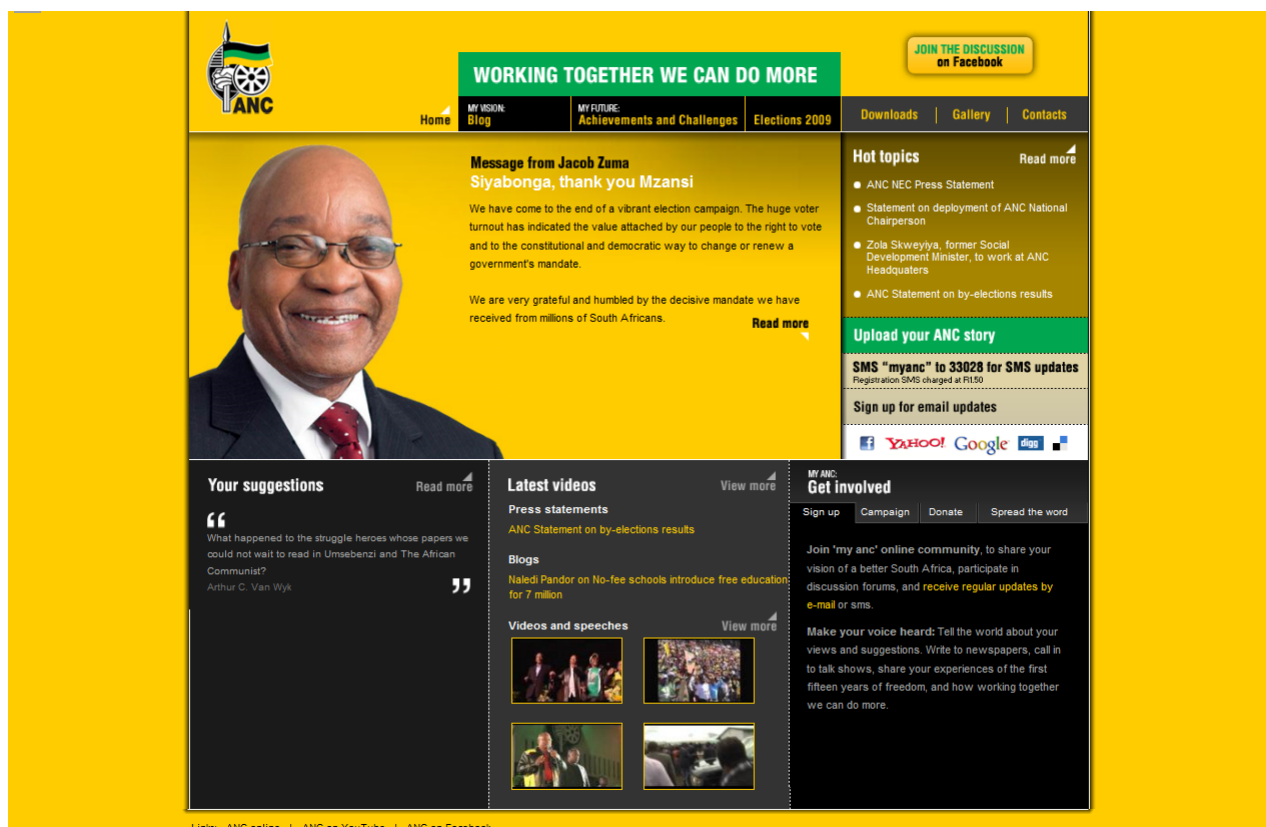 ANC
JOIN THE DISCUSSION
on Facebook
WORKING TOGETHER WE CAN DO MORE
Home
MY VISION:
Blog
MY FUTURE:
Achievements and Challenges
Elections 2009
Downloads
Gallery
Contacts
Message from Jacob Zuma
Siyabonga, thank you Mzansi
We have come to the end of a vibrant election campaign. The huge voter
turnout has indicated the value attached by our people to the right to vote
and to the constitutional and democratic way to change or renew a
government's mandate.
We are very grateful and humbled by the decisive mandate we have
received from millions of South Africans.
Read more
Hot topics
Read more
ANC NEC Press Statement
Statement on deployment of ANC National
Chairperson
Zola Skweyiya, former Social
Development Minister, to work at ANC
Headquaters
ANC Statement on by-elections results
Upload your ANC story
SMS "myanc" to 33028 for SMS updates
Registration SMS charged at R1.50
Sign up for email updates
f
YAHOO!
Google
digg
Your suggestions
Read more
“
What happened to the struggle heroes whose papers we
could not wait to read in Umsebenzi and The African
Communist?
Arthur C. Van Wyk
”
Latest videos
View more
Press statements
ANC Statement on by-elections results
Blogs
Naledi Pandor on No-fee schools introduce free education
for 7 million
Videos and speeches
View more
MY ANC:
Get involved
Sign up
Campaign
Donate
Spread the word
Join 'my anc' online community, to share your
vision of a better South Africa, participate in
discussion forums, and receive regular updates by
e-mail or sms.
Make your voice heard: Tell the world about your
views and suggestions. Write to newspapers, call in
to talk shows, share your experiences of the first
fifteen years of freedom, and how working together
we can do more.
Links: ANC online | ANC on YouTube | ANC on Facebook